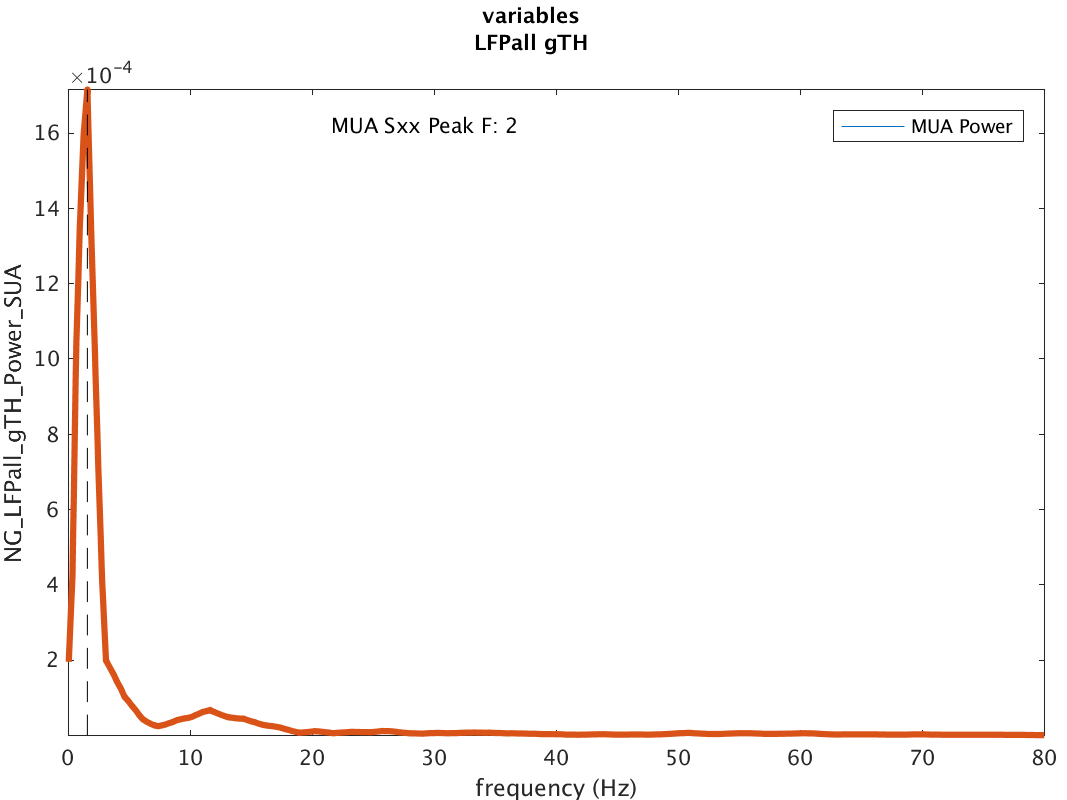 variables
LFPall gTH
×10⁻⁴
MUA Sxx Peak F: 2
MUA Power
16
14
12
10
8
6
4
2
NG_LFPall_gTH_Power_SUA
0 10 20 30 40 50 60 70 80
frequency (Hz)